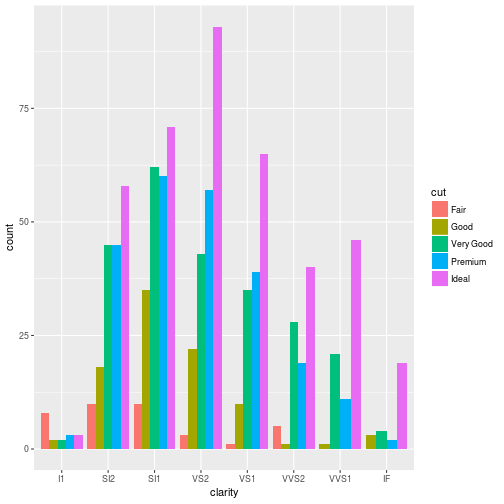 75
50
25
0
count
I1 SI2 SI1 VS2 VS1 VVS2 VVS1 IF
clarity
cut
Fair
Good
Very Good
Premium
Ideal